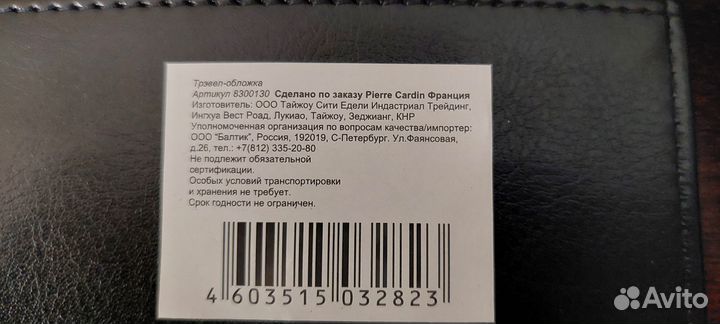 Трэвел-обложка
Артикул 8300130 Сделано по заказу Pierre Cardin Франция
Изготовитель: ООО Тайжоу Сити Едели Индастриал Трейдинг,
Ингхуа Вест Роад, Лукиао, Тайжоу, Зеджианг, КНР
Уполномоченная организация по вопросам качества/импортер:
ООО "Балтик", Россия, 192019, С-Петербург. Ул.Фаянсовая,
д.26, тел.: +7(812) 335-20-80
Не подлежит обязательной
сертификации.
Особых условий транспортировки
и хранения не требует.
Срок годности не ограничен.
4 603515 032823
Avito